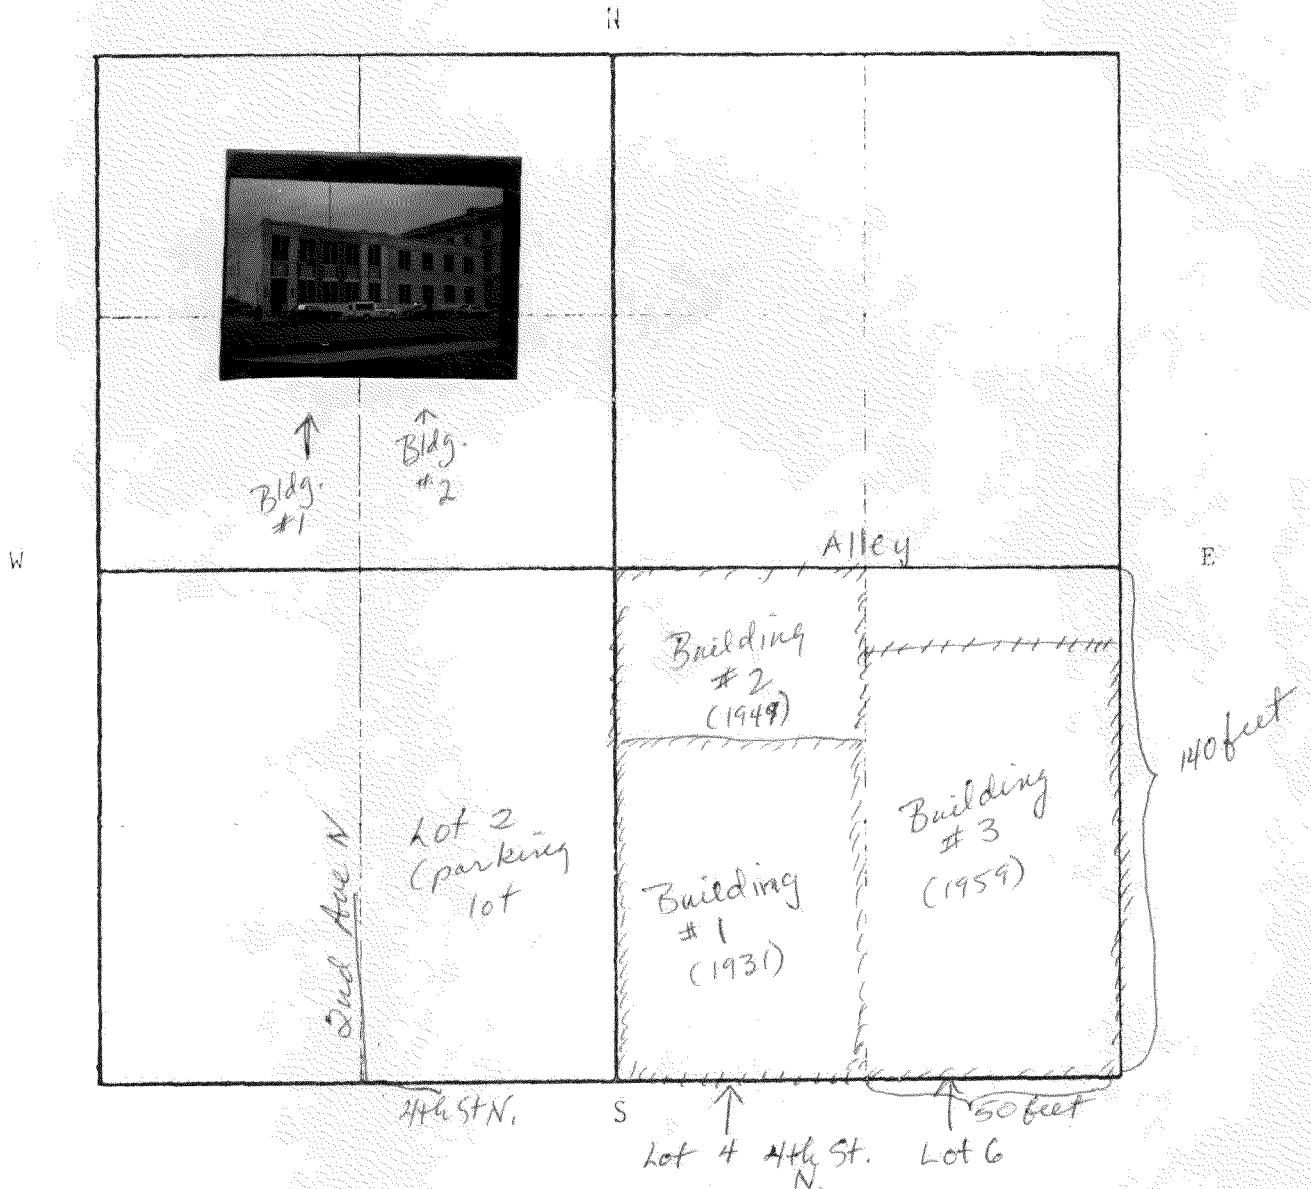 N
Bldg.
#1
Bldg.
#2
W
E
Alley
Building
#2
(1949)
140 feet
Building
#3
(1959)
Lot 2
(parking
lot
2nd Ave N
Building
#1
(1931)
4th St N.
S
50 feet
Lot 4 4th St. Lot 6
N.